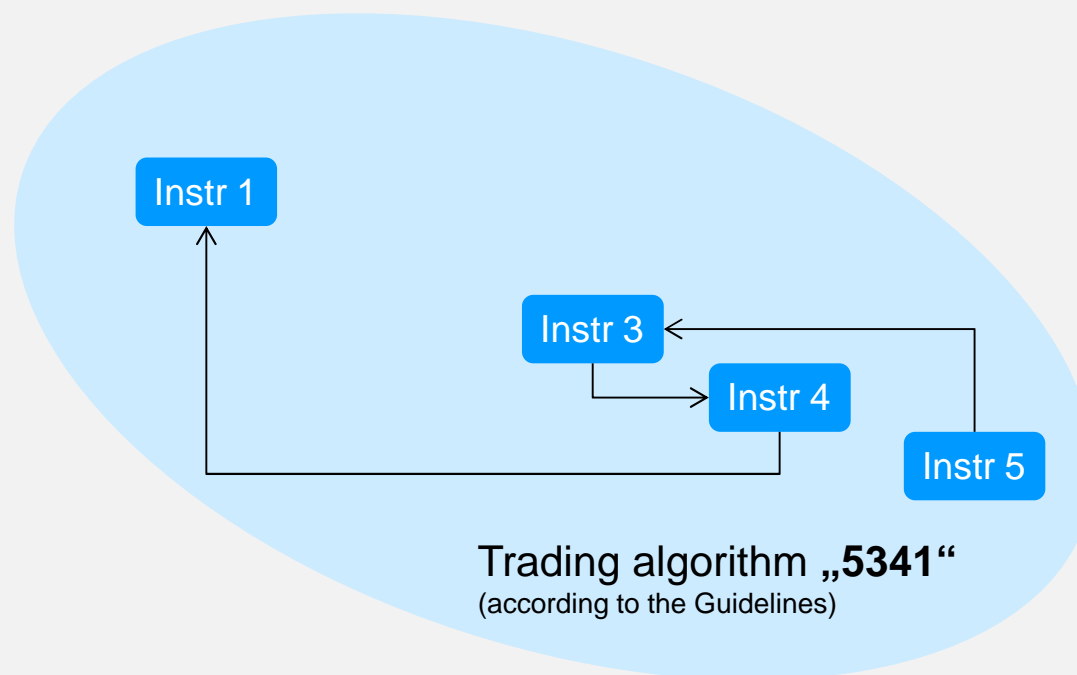 Instr 1
Instr 3
Instr 4
Instr 5
Trading algorithm „5341“
(according to the Guidelines)